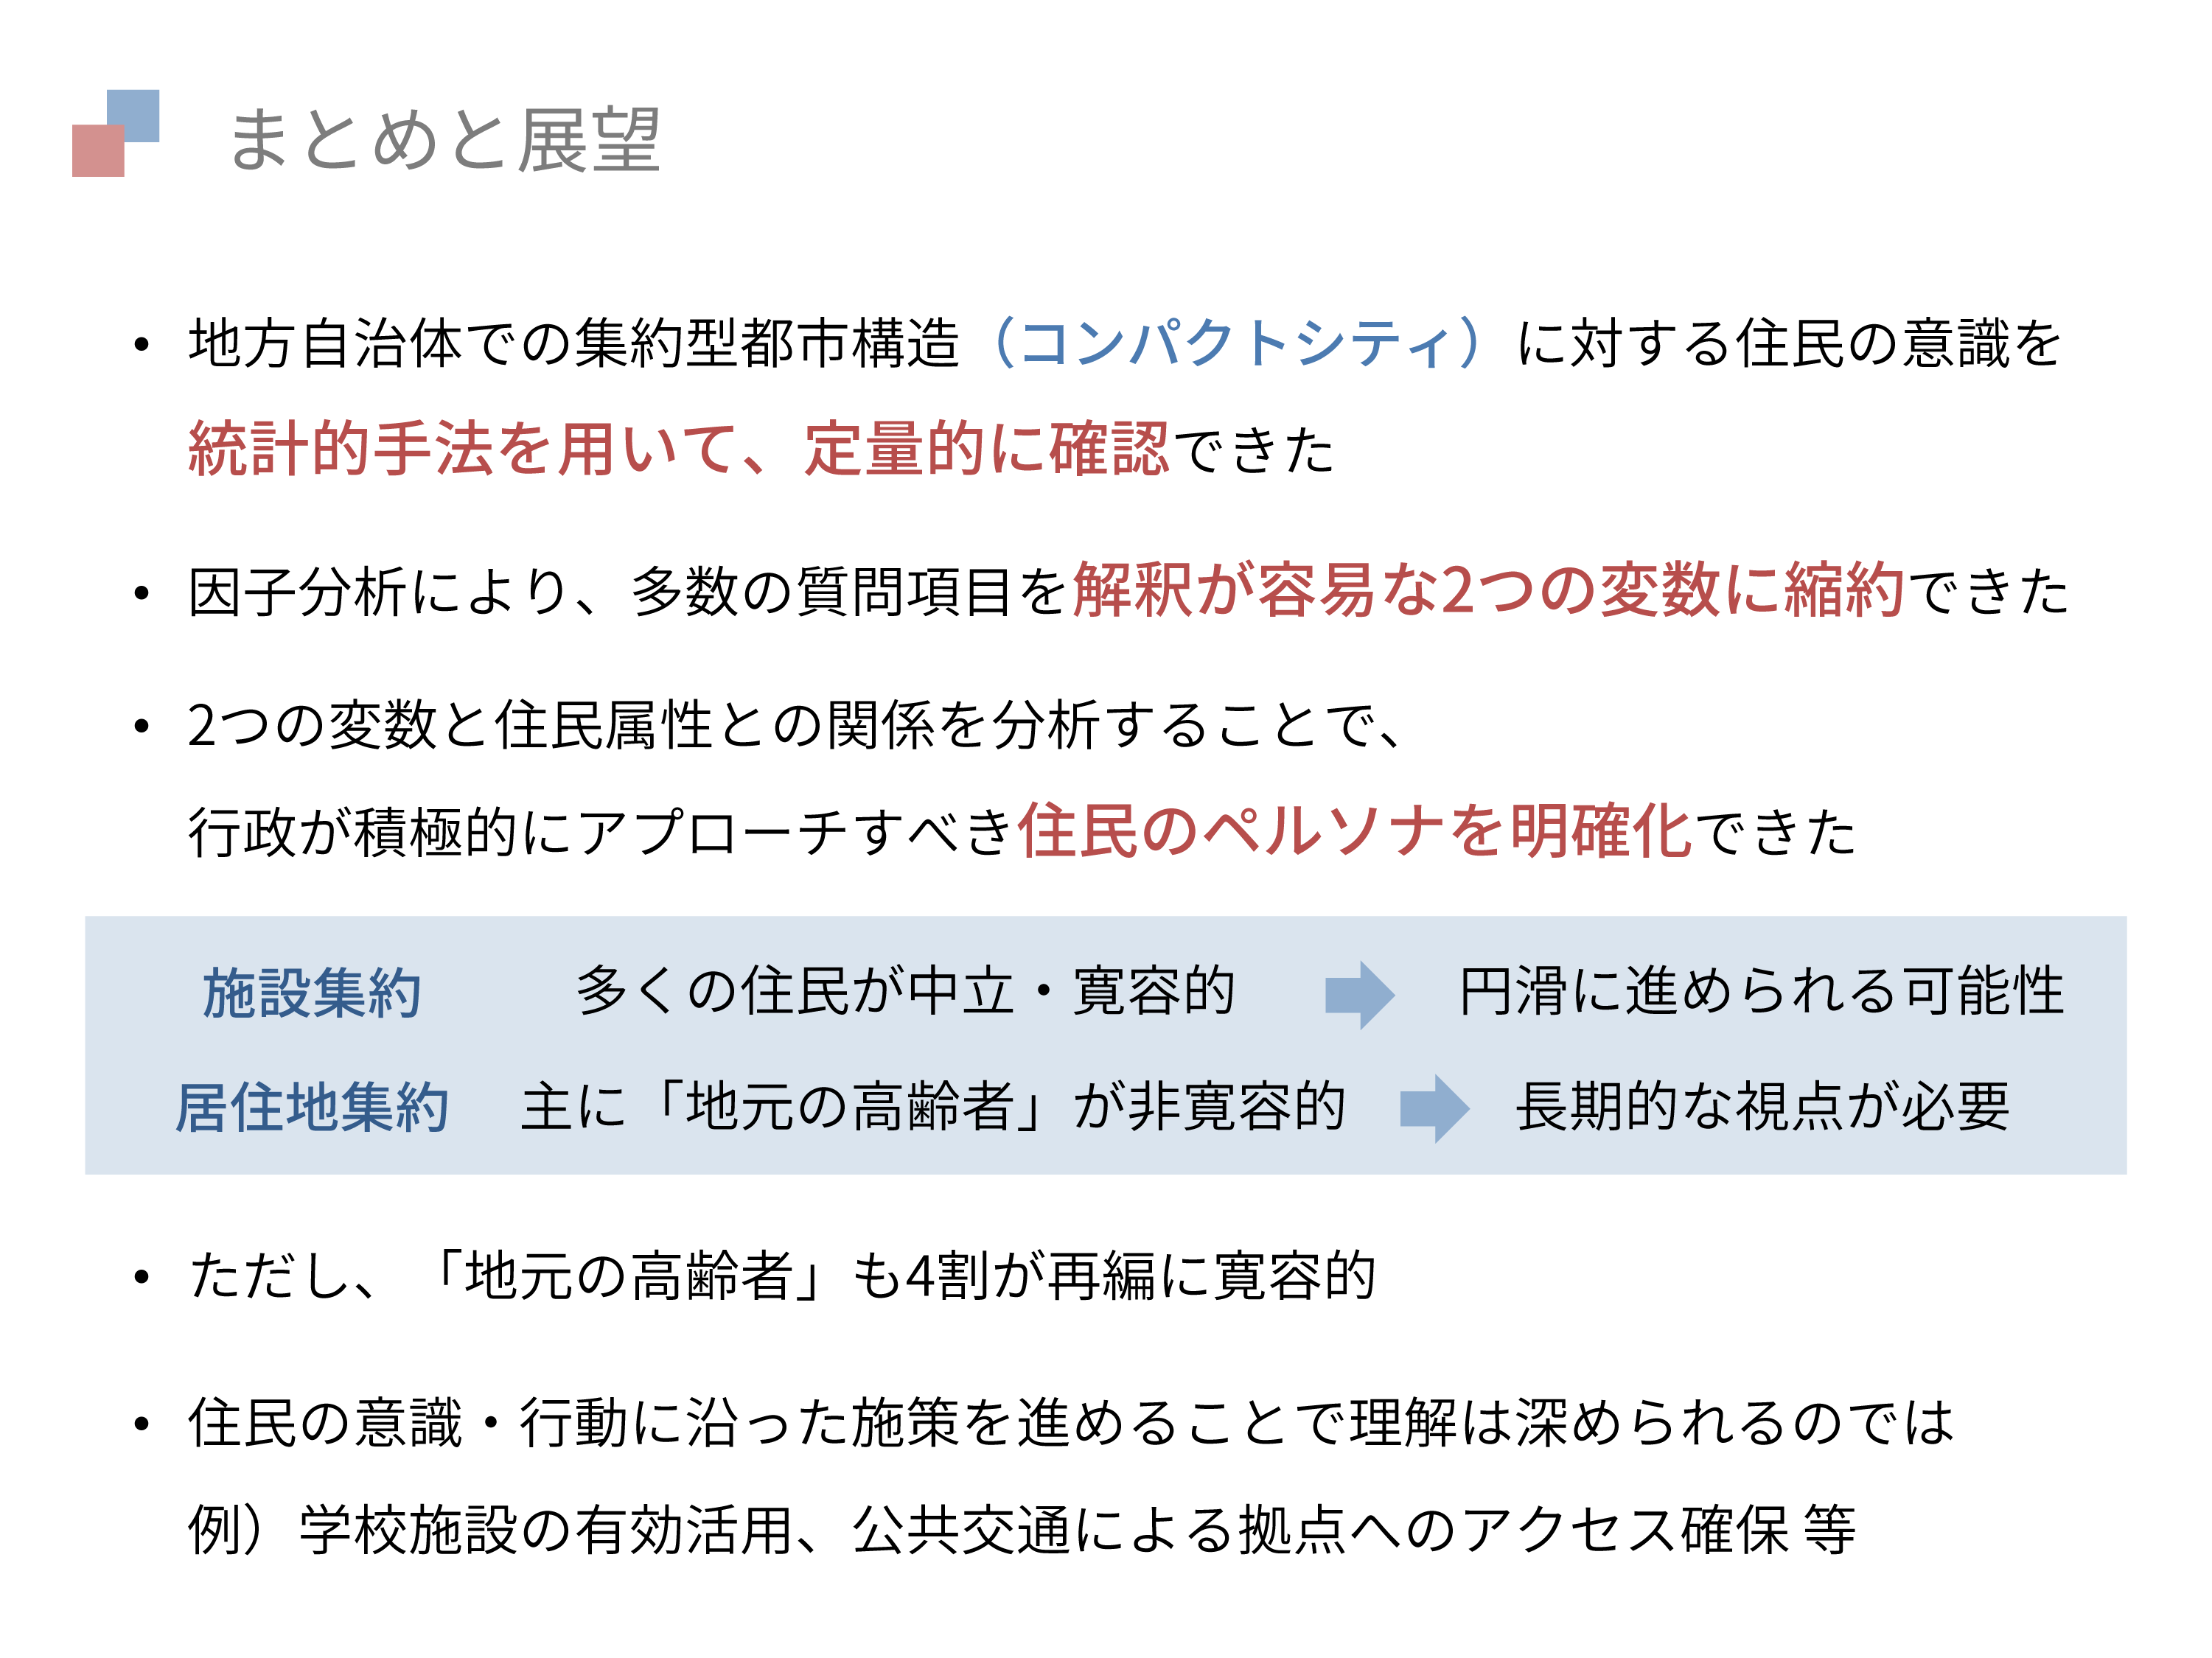 まとめと展望
• 地方自治体での集約型都市構造（コンパクトシティ）に対する住民の意識を
統計的手法を用いて、定量的に確認できた
• 因子分析により、多数の質問項目を解釈が容易な2つの変数に縮約できた
• 2つの変数と住民属性との関係を分析することで、
行政が積極的にアプローチすべき住民のペルソナを明確化できた
施設集約 多くの住民が中立・寛容的 円滑に進められる可能性
居住地集約 主に「地元の高齢者」が非寛容的 長期的な視点が必要
• ただし、「地元の高齢者」も4割が再編に寛容的
• 住民の意識・行動に沿った施策を進めることで理解は深められるのでは
例）学校施設の有効活用、公共交通による拠点へのアクセス確保 等